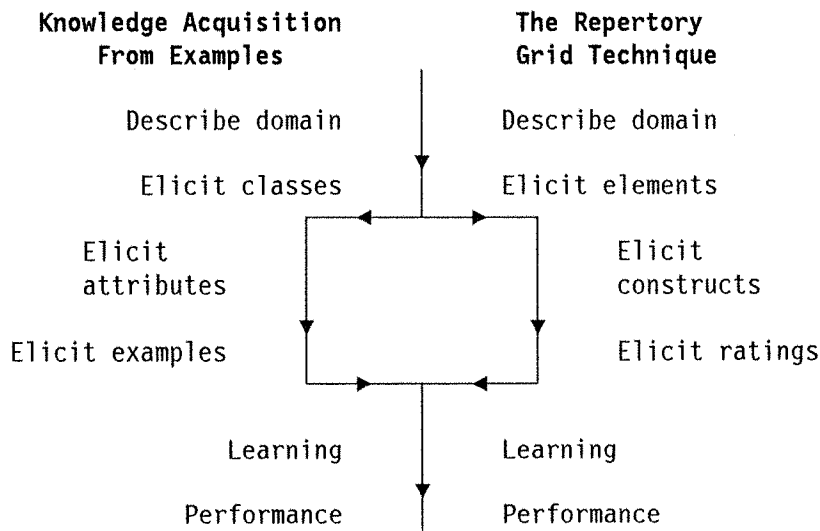 Knowledge Acquisition
From Examples
The Repertory
Grid Technique
Describe domain
Describe domain
Elicit classes
Elicit elements
Elicit
attributes
Elicit
constructs
Elicit examples
Elicit ratings
Learning
Learning
Performance
Performance